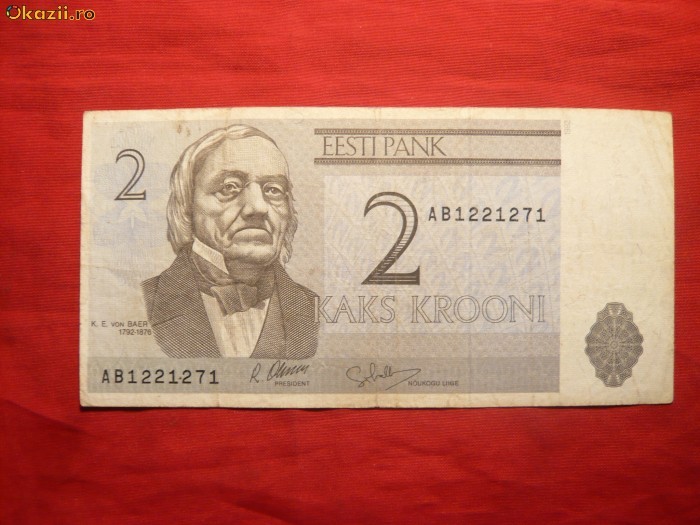 Okazii.ro
EESTI PANK
2
2
AB1221271
KAKS KROONI
K. E. VON BAER
1792-1876
AB1221271
PRESIDENT
NÕUKOGU LIIGE